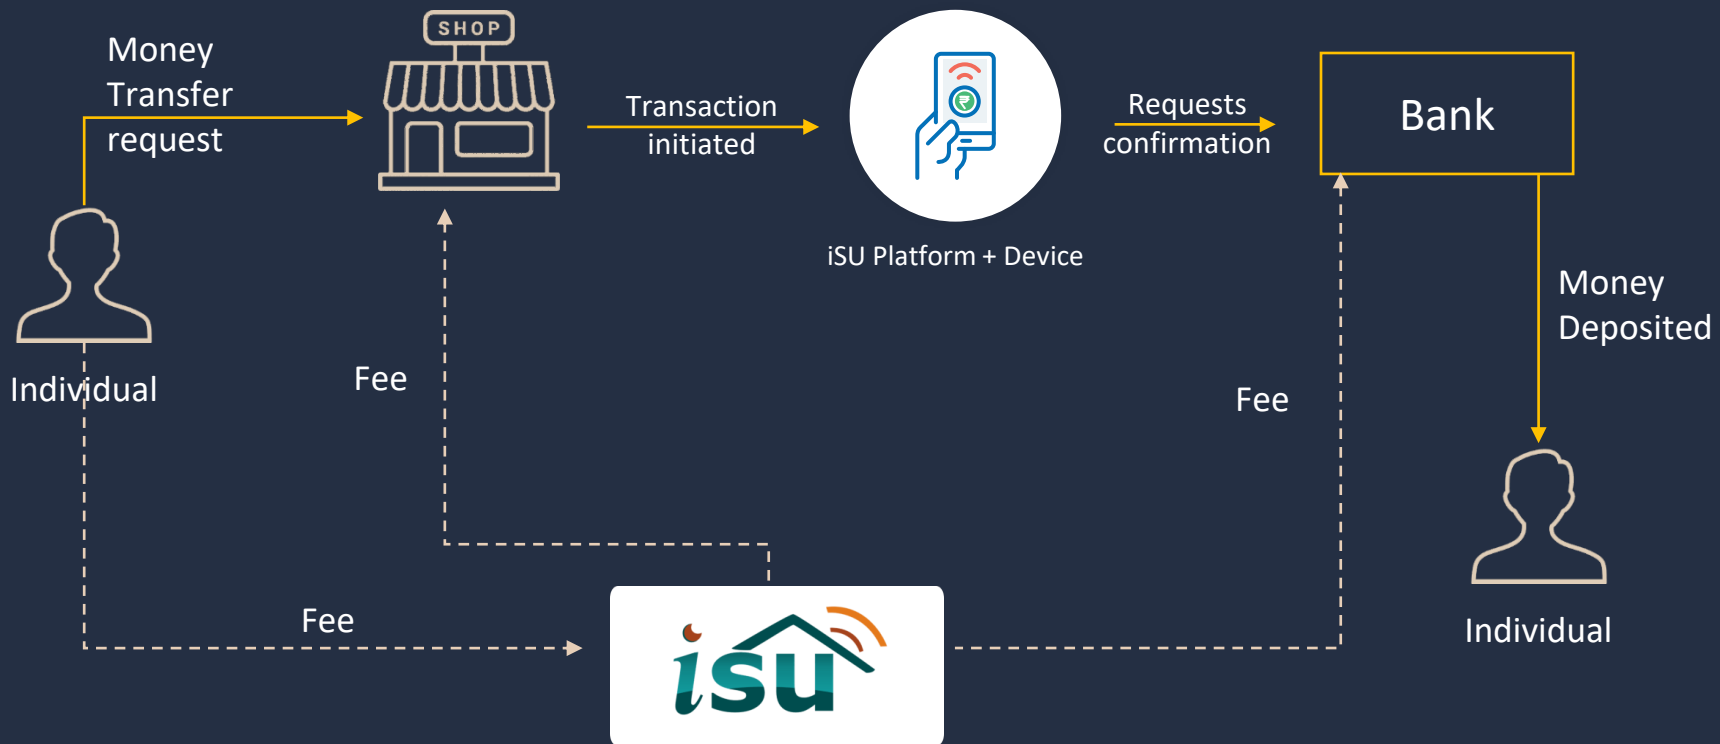 SHOP
Money
Transfer
request
Transaction
initiated
₹
Requests
confirmation
Bank
iSU Platform + Device
Money
Deposited
Individual
Fee
Fee
Fee
isu
Individual